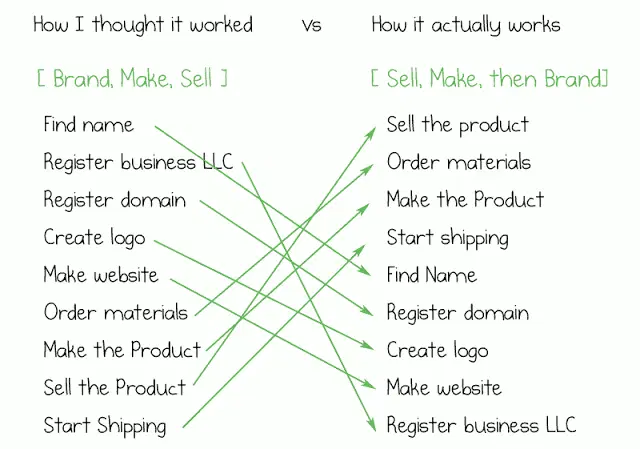 How I thought it worked vs How it actually works
[ Brand, Make, Sell ]
[ Sell, Make, then Brand]
Find name
Register business LLC
Register domain
Create logo
Make website
Order materials
Make the Product
Sell the Product
Start Shipping
Sell the product
Order materials
Make the Product
Start shipping
Find Name
Register domain
Create logo
Make website
Register business LLC